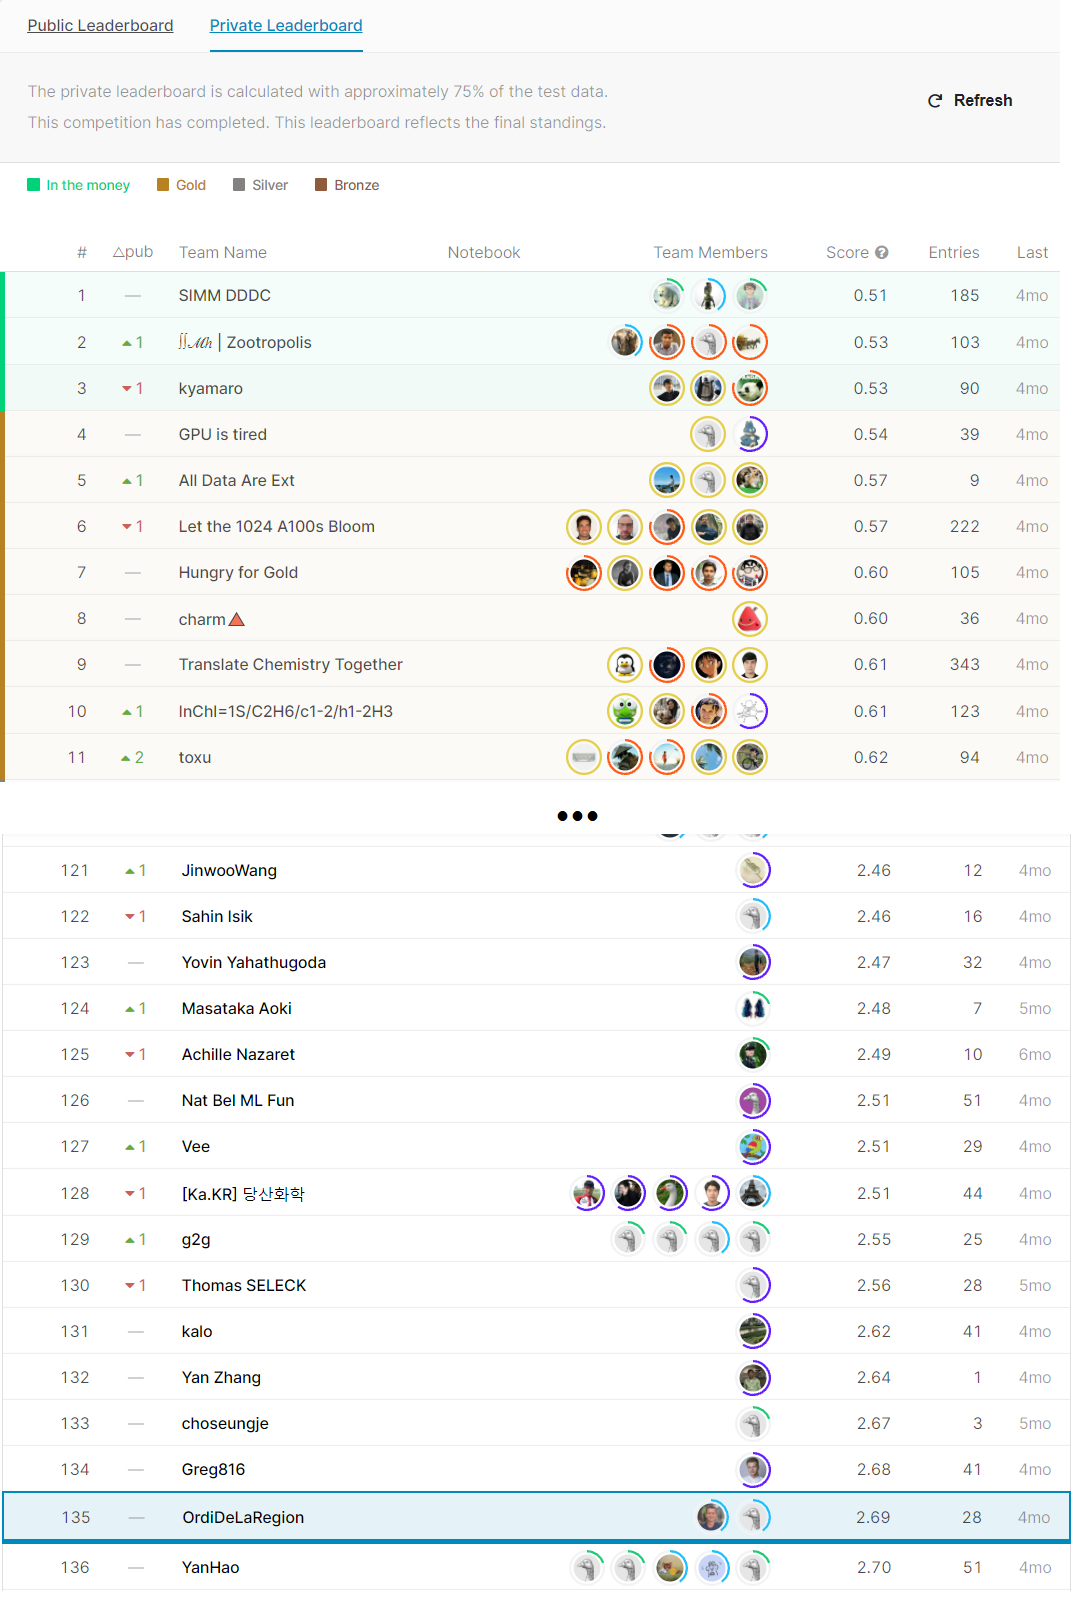 Public Leaderboard Private Leaderboard
The private leaderboard is calculated with approximately 75% of the test data.
This competition has completed. This leaderboard reflects the final standings.
Refresh
In the money Gold Silver Bronze
# △pub Team Name Notebook Team Members Score ? Entries Last
1 — SIMM DDDC 0.51 185 4mo
2 ▲1 ∬𝓜𝒽 | Zootropolis 0.53 103 4mo
3 ▼1 kyamaro 0.53 90 4mo
4 — GPU is tired 0.54 39 4mo
5 ▲1 All Data Are Ext 0.57 9 4mo
6 ▼1 Let the 1024 A100s Bloom 0.57 222 4mo
7 — Hungry for Gold 0.60 105 4mo
8 — charm🔺 0.60 36 4mo
9 — Translate Chemistry Together 0.61 343 4mo
10 ▲1 InChI=1S/C2H6/c1-2/h1-2H3 0.61 123 4mo
11 ▲2 toxu 0.62 94 4mo
•••
121 ▲1 JinwooWang 2.46 12 4mo
122 ▼1 Sahin Isik 2.46 16 4mo
123 — Yovin Yahathugoda 2.47 32 4mo
124 ▲1 Masataka Aoki 2.48 7 5mo
125 ▼1 Achille Nazaret 2.49 10 6mo
126 — Nat Bel ML Fun 2.51 51 4mo
127 ▲1 Vee 2.51 29 4mo
128 ▼1 [Ka.KR] 당산화학 2.51 44 4mo
129 ▲1 g2g 2.55 25 4mo
130 ▼1 Thomas SELECK 2.56 28 5mo
131 — kalo 2.62 41 4mo
132 — Yan Zhang 2.64 1 4mo
133 — choseungje 2.67 3 5mo
134 — Greg816 2.68 41 4mo
135 — OrdiDeLaRegion 2.69 28 4mo
136 — YanHao 2.70 51 4mo